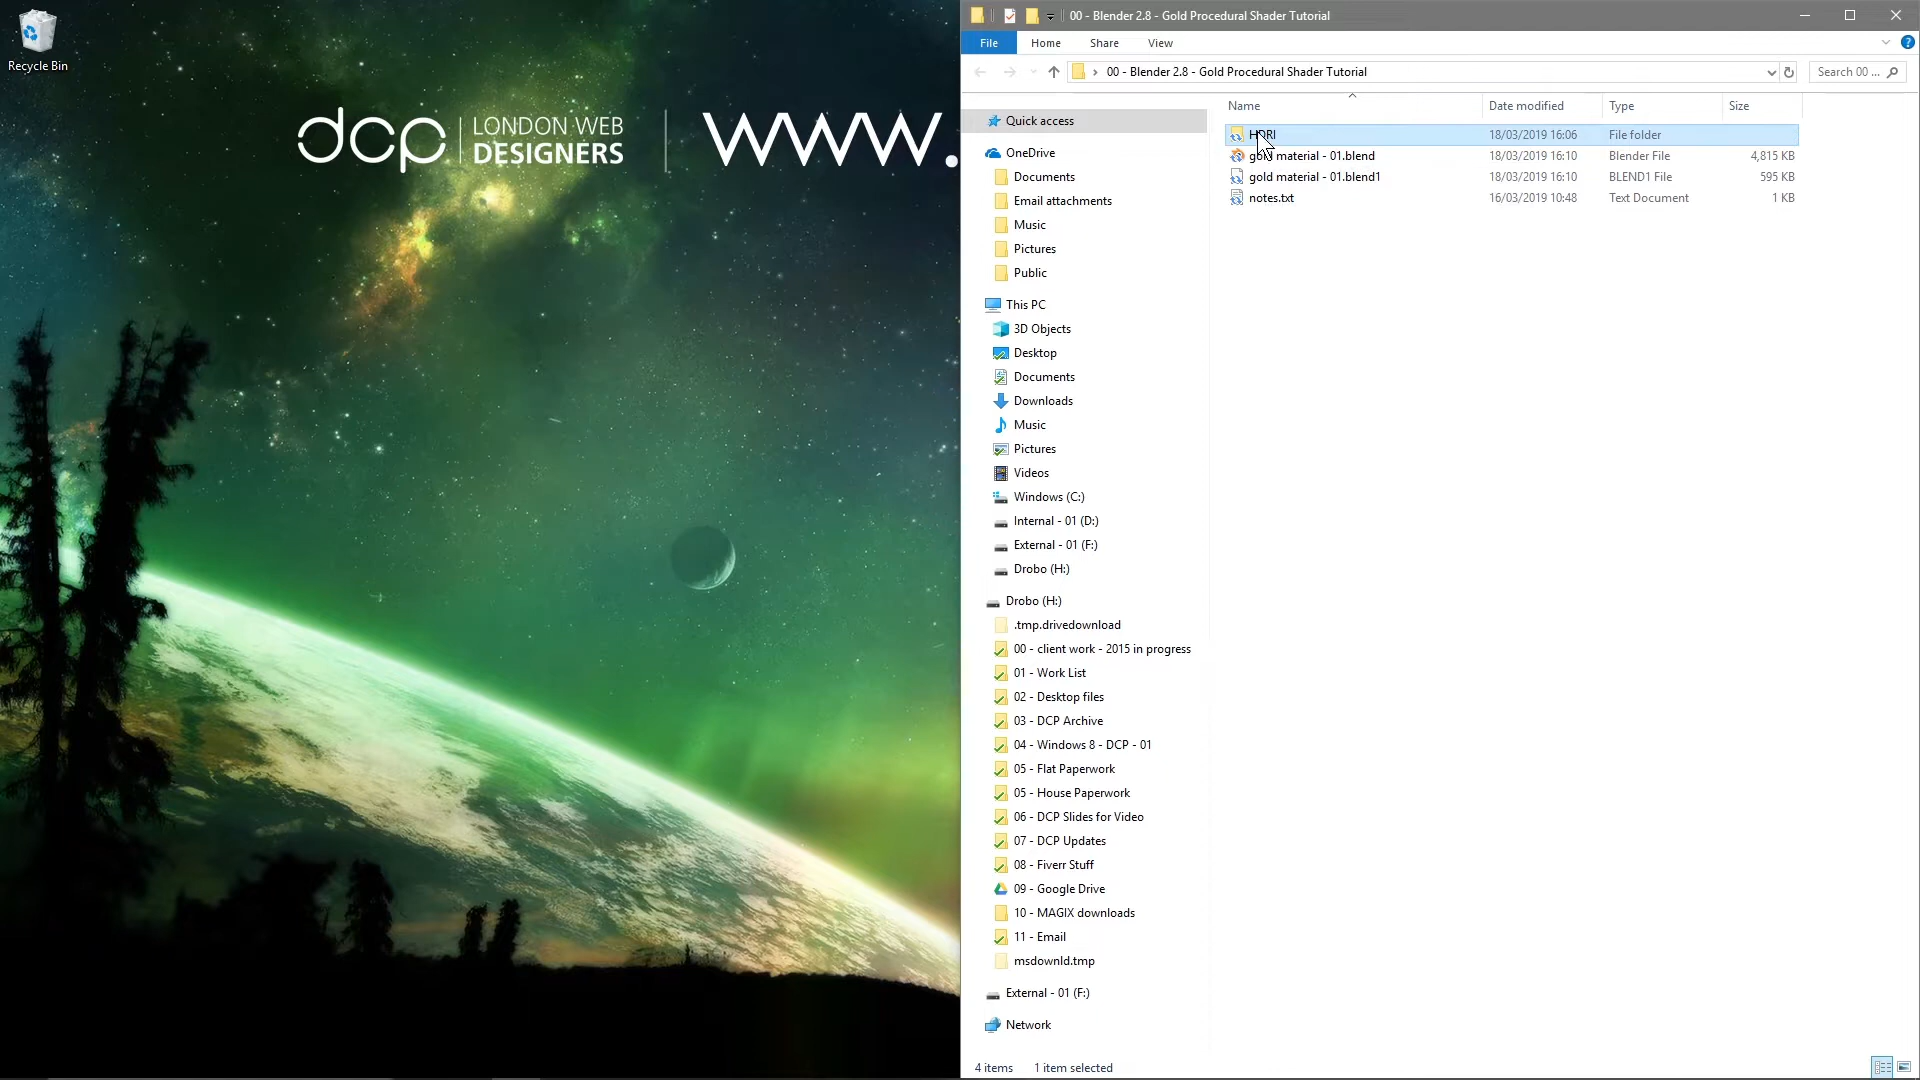 Recycle Bin
dcp
LONDON WEB
DESIGNERS
www.
00 - Blender 2.8 - Gold Procedural Shader Tutorial
File Home Share View
00 - Blender 2.8 - Gold Procedural Shader Tutorial
Search 00 ...
Name Date modified Type Size
HDRI 18/03/2019 16:06 File folder
gold material - 01.blend 18/03/2019 16:10 Blender File 4,815 KB
gold material - 01.blend1 18/03/2019 16:10 BLEND1 File 595 KB
notes.txt 16/03/2019 10:48 Text Document 1 KB
Quick access
OneDrive
Documents
Email attachments
Music
Pictures
Public
This PC
3D Objects
Desktop
Documents
Downloads
Music
Pictures
Videos
Windows (C:)
Internal - 01 (D:)
External - 01 (F:)
Drobo (H:)
Drobo (H:)
.tmp.drivedownload
00 - client work - 2015 in progress
01 - Work List
02 - Desktop files
03 - DCP Archive
04 - Windows 8 - DCP - 01
05 - Flat Paperwork
05 - House Paperwork
06 - DCP Slides for Video
07 - DCP Updates
08 - Fiverr Stuff
09 - Google Drive
10 - MAGIX downloads
11 - Email
msdownld.tmp
External - 01 (F:)
Network
4 items 1 item selected